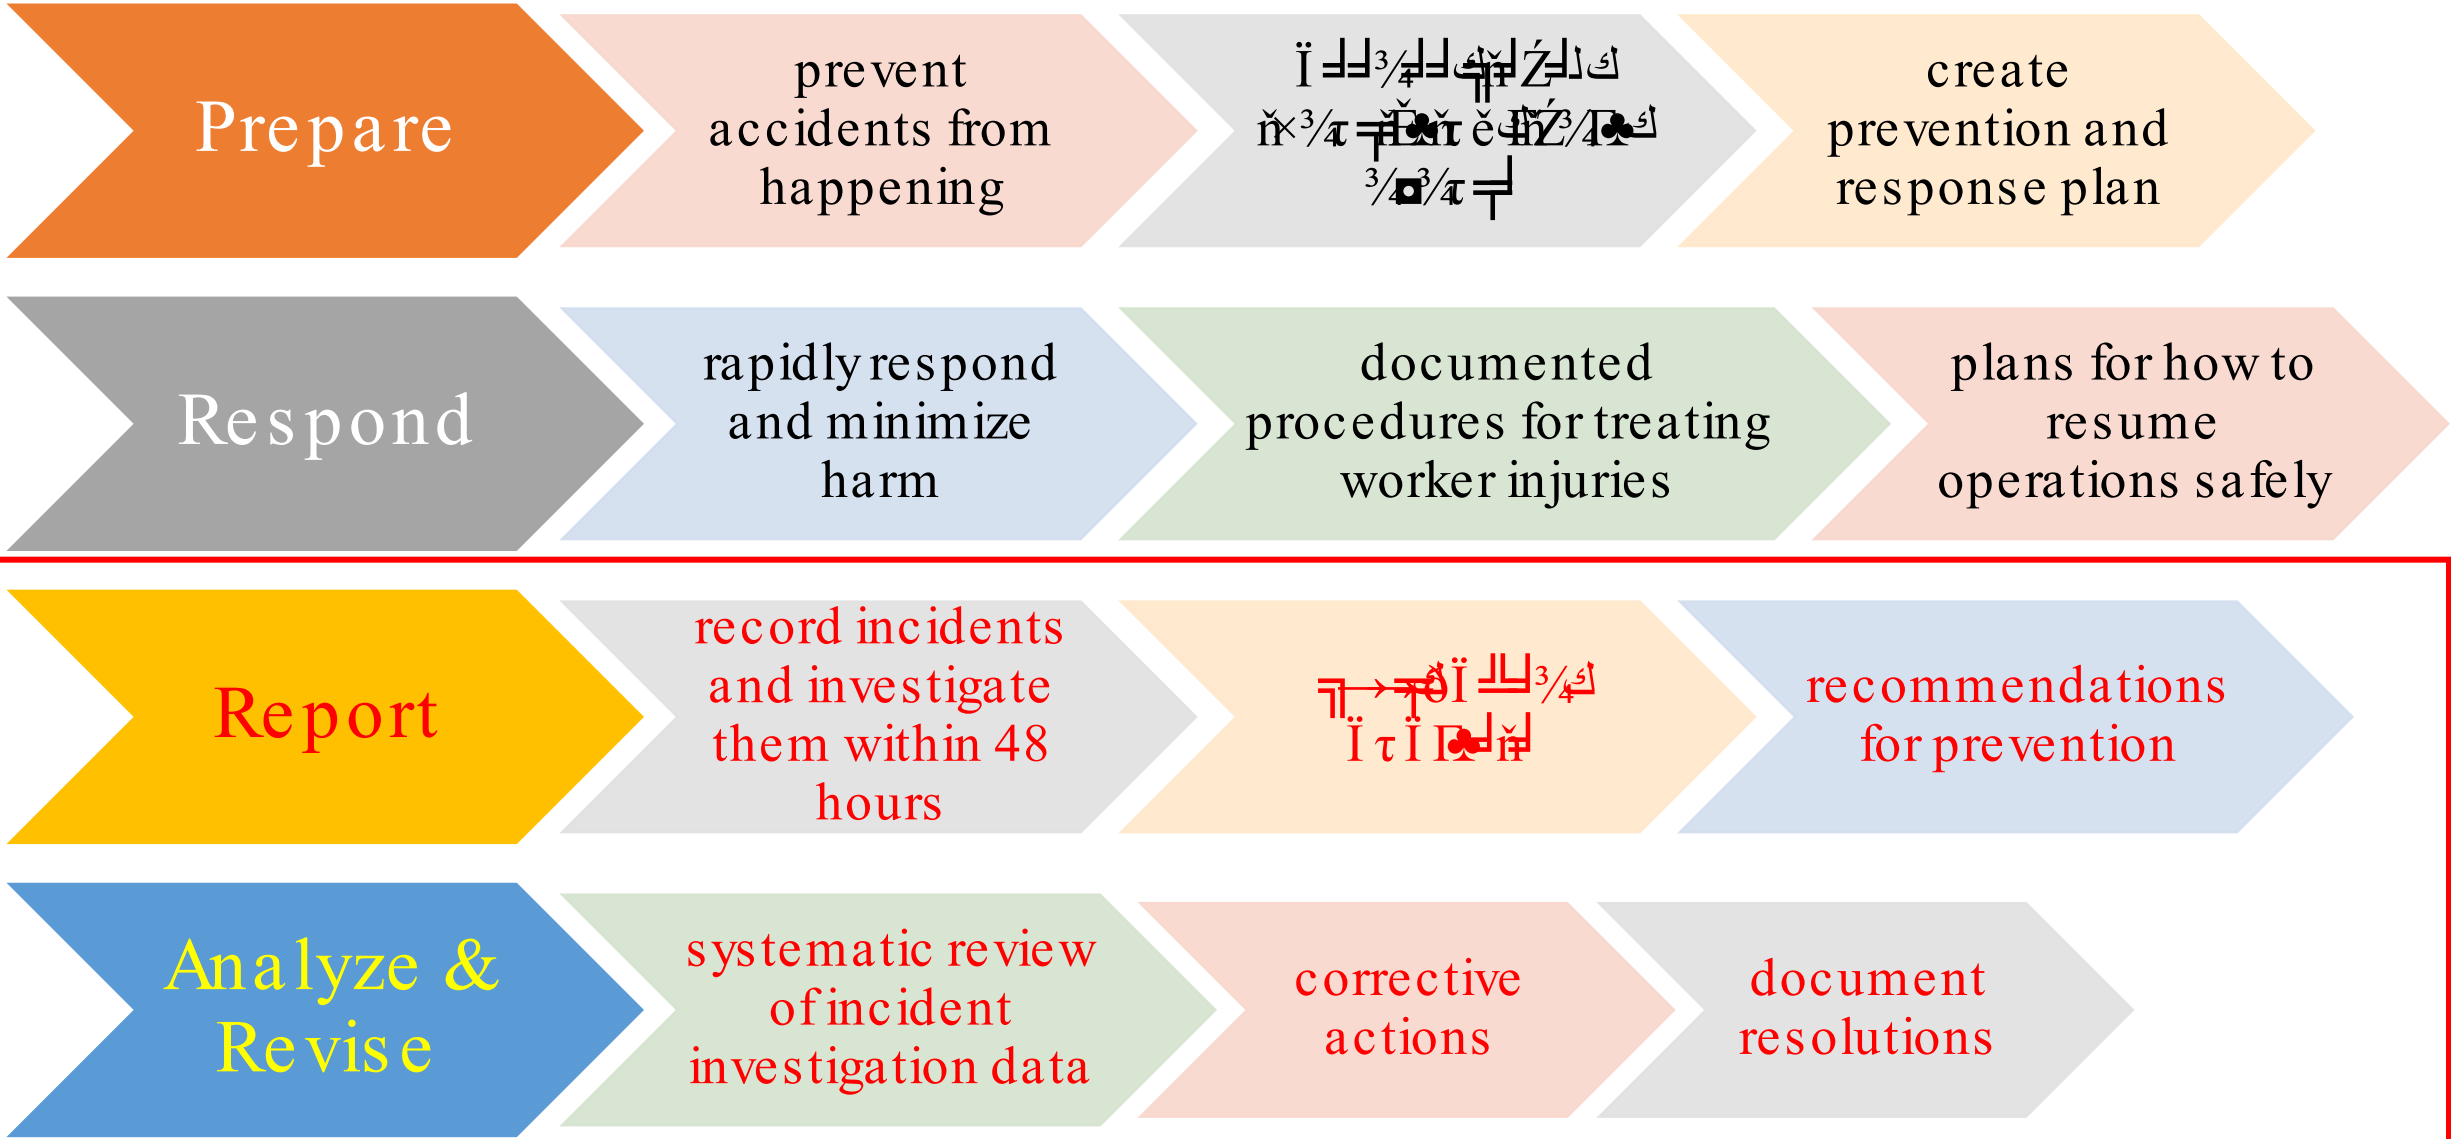 Prepare
prevent
accidents from
happening
create
prevention and
response plan
Respond
rapidly respond
and minimize
harm
documented
procedures for treating
worker injuries
plans for how to
resume
operations safely
Report
record incidents
and investigate
them within 48
hours
recommendations
for prevention
Analyze &
Revise
systematic review
of incident
investigation data
corrective
actions
document
resolutions